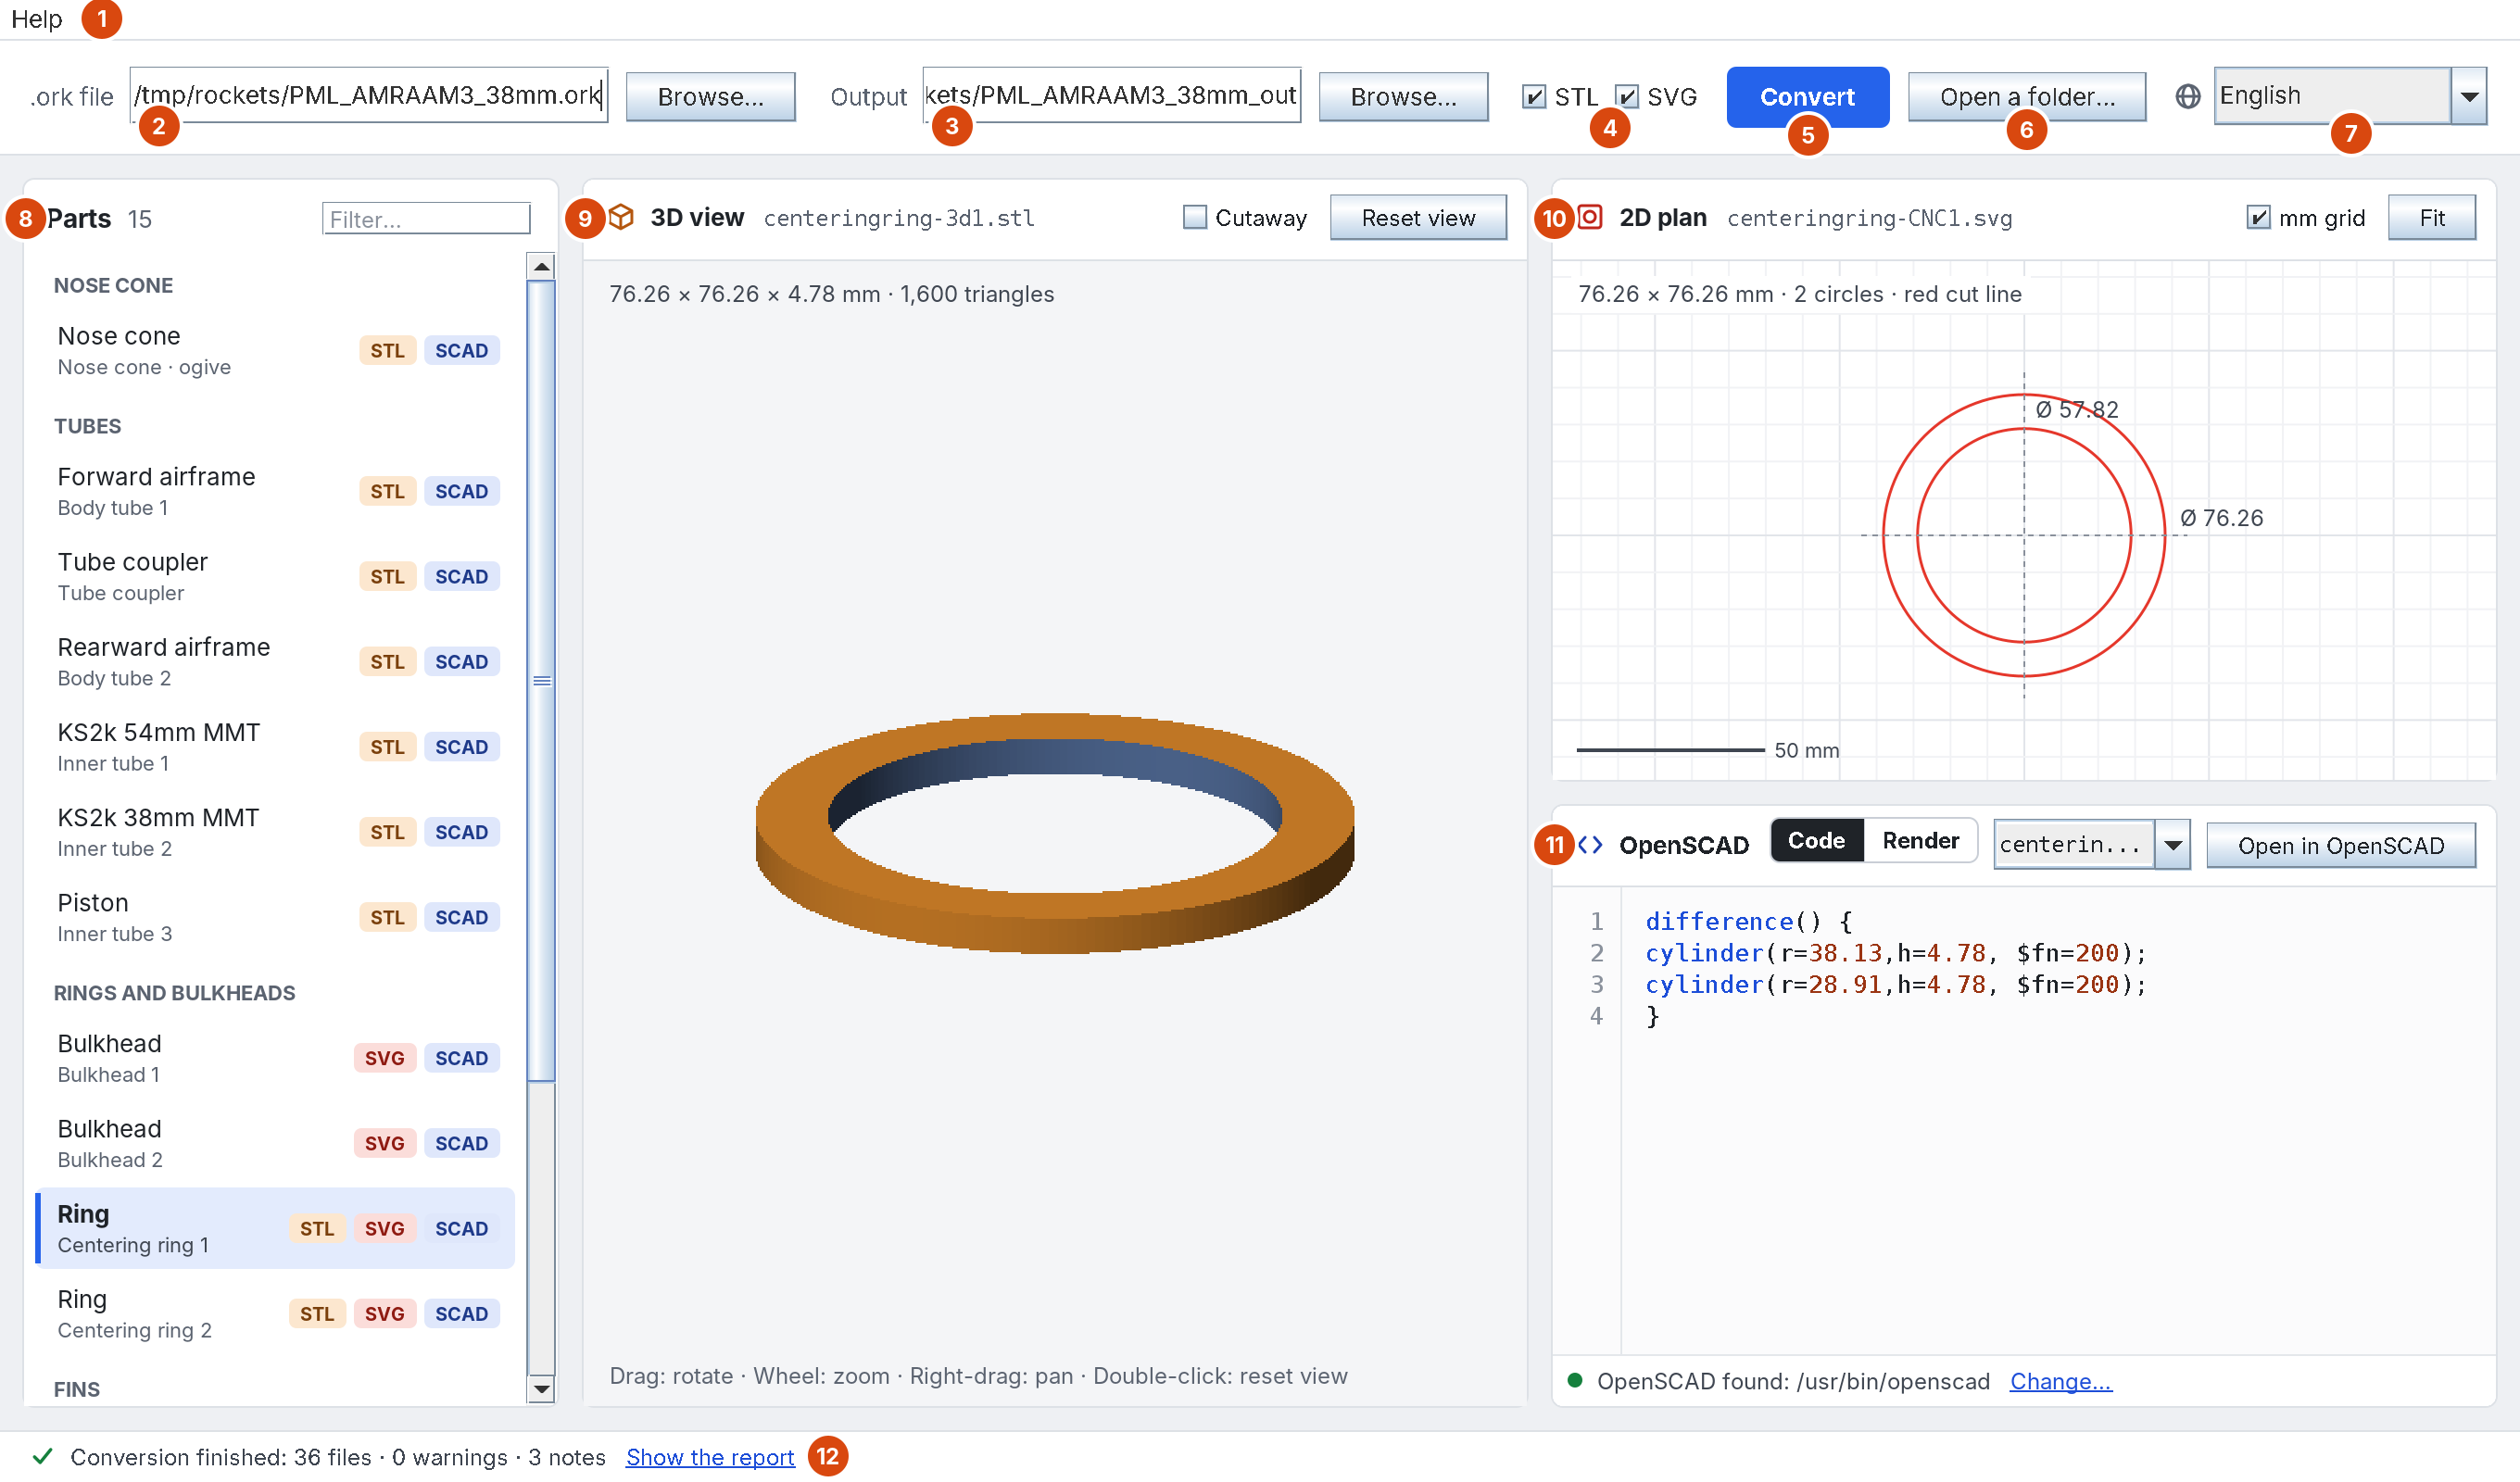 Help 1
.ork file /tmp/rockets/PML_AMRAAM3_38mm.ork Browse... Output kets/PML_AMRAAM3_38mm_out Browse... STL SVG Convert Open a folder... English
2 3 4 5 6 7
8 Parts 15 Filter...
NOSE CONE
Nose cone STL SCAD
Nose cone · ogive
TUBES
Forward airframe STL SCAD
Body tube 1
Tube coupler STL SCAD
Tube coupler
Rearward airframe STL SCAD
Body tube 2
KS2k 54mm MMT STL SCAD
Inner tube 1
KS2k 38mm MMT STL SCAD
Inner tube 2
Piston STL SCAD
Inner tube 3
RINGS AND BULKHEADS
Bulkhead SVG SCAD
Bulkhead 1
Bulkhead SVG SCAD
Bulkhead 2
Ring STL SVG SCAD
Centering ring 1
Ring STL SVG SCAD
Centering ring 2
FINS
9 3D view centeringring-3d1.stl Cutaway Reset view
76.26 × 76.26 × 4.78 mm · 1,600 triangles
Drag: rotate · Wheel: zoom · Right-drag: pan · Double-click: reset view
10 2D plan centeringring-CNC1.svg mm grid Fit
76.26 × 76.26 mm · 2 circles · red cut line
Ø 57.82
Ø 76.26
50 mm
11 OpenSCAD Code Render centerin... Open in OpenSCAD
1 difference() {
2 cylinder(r=38.13,h=4.78, $fn=200);
3 cylinder(r=28.91,h=4.78, $fn=200);
4 }
OpenSCAD found: /usr/bin/openscad Change...
Conversion finished: 36 files · 0 warnings · 3 notes Show the report 12